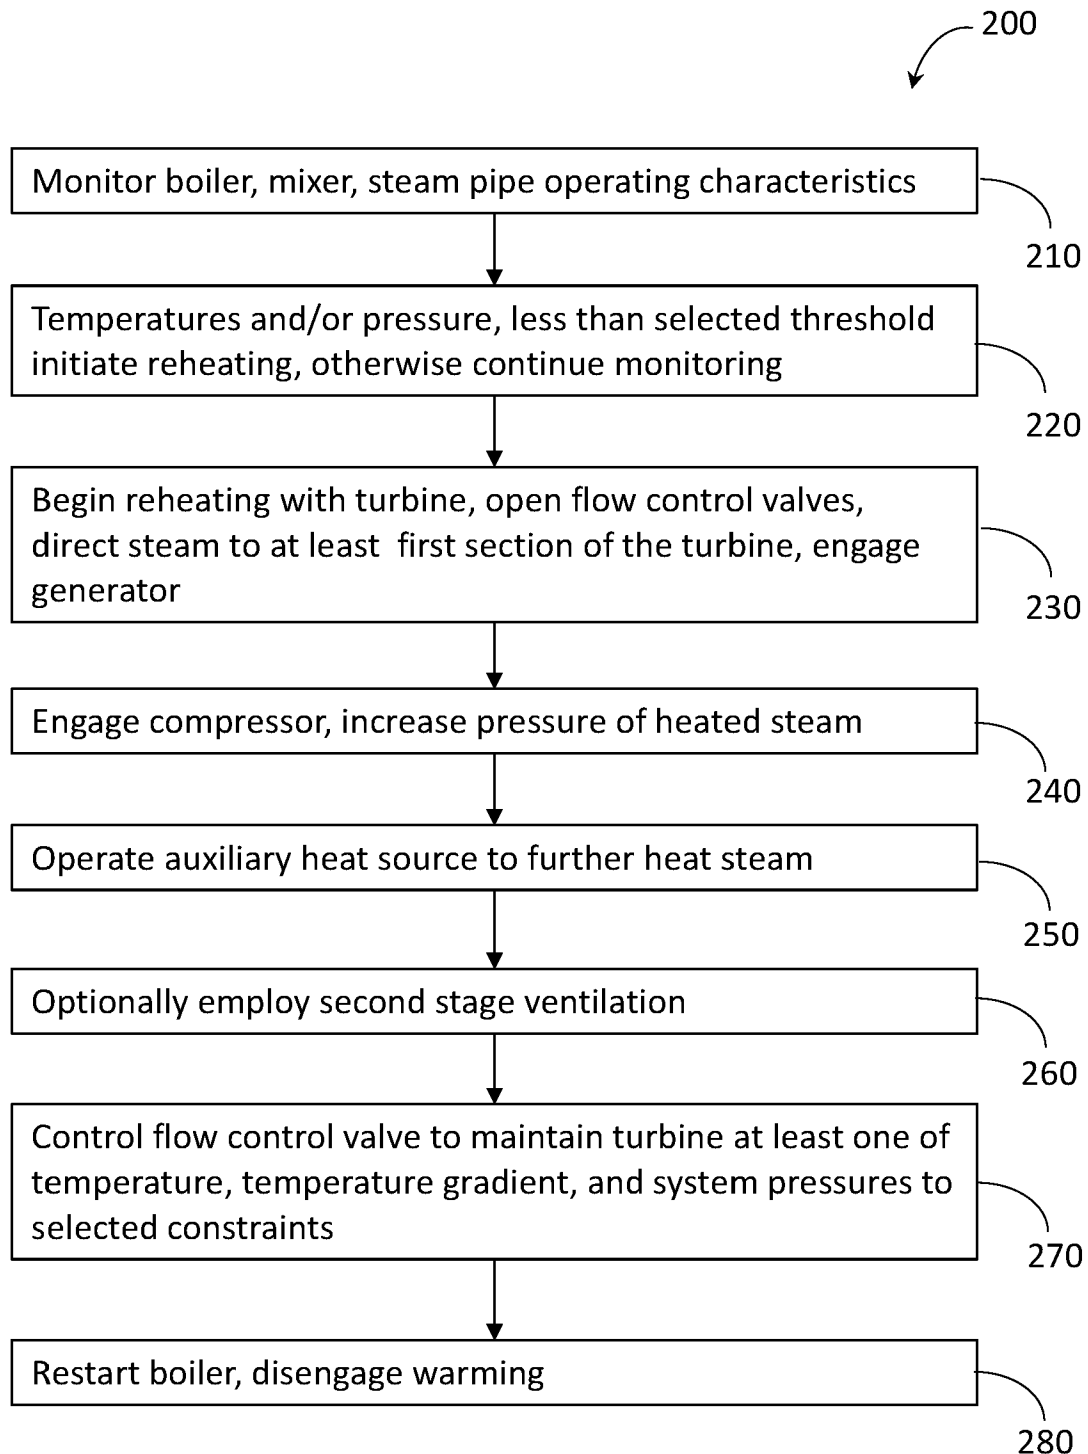 200
Monitor boiler, mixer, steam pipe operating characteristics
210
Temperatures and/or pressure, less than selected threshold
initiate reheating, otherwise continue monitoring
220
Begin reheating with turbine, open flow control valves,
direct steam to at least first section of the turbine, engage
generator
230
Engage compressor, increase pressure of heated steam
240
Operate auxiliary heat source to further heat steam
250
Optionally employ second stage ventilation
260
Control flow control valve to maintain turbine at least one of
temperature, temperature gradient, and system pressures to
selected constraints
270
Restart boiler, disengage warming
280